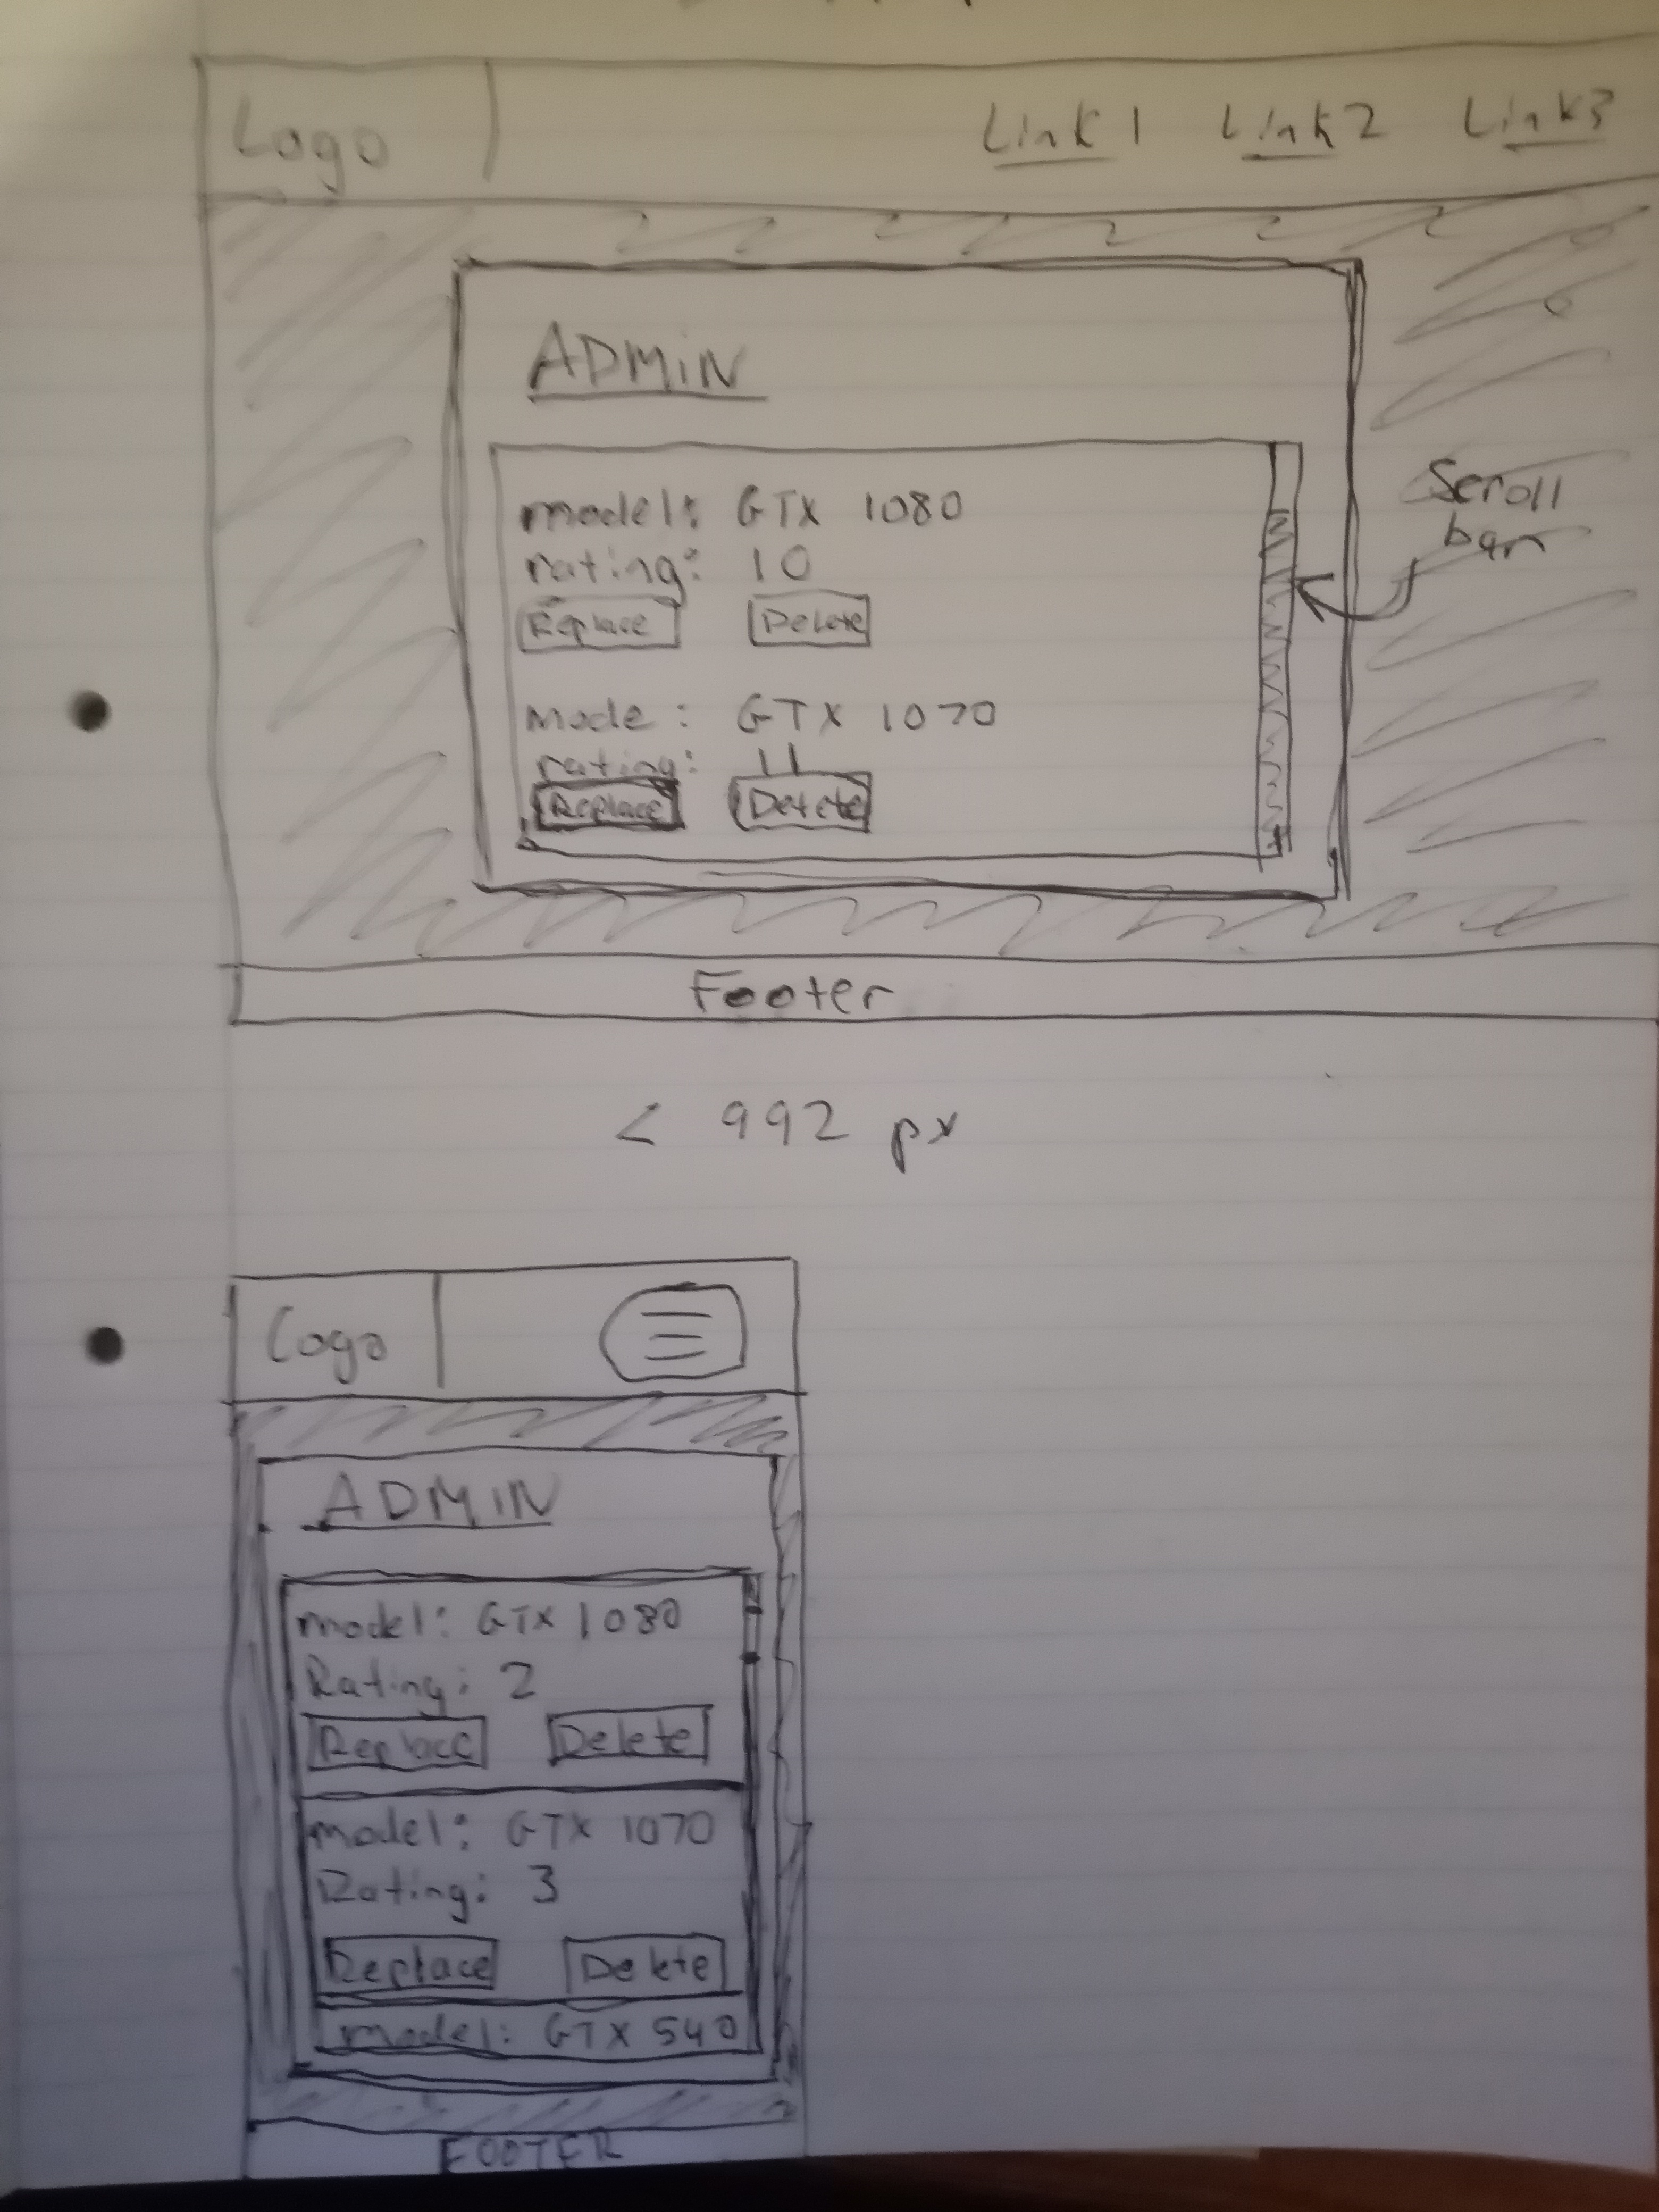 Logo
Link1 Link2 Link3
ADMIN
model: GTX 1080
rating: 10
Replace Delete
Scroll
bar
mode : GTX 1070
rating: 11
Replace Delete
Footer
< 992 px
Logo
ADMIN
model: GTX 1080
Rating: 2
Replace Delete
model: GTX 1070
Rating: 3
Replace Delete
model: GTX 540
FOOTER